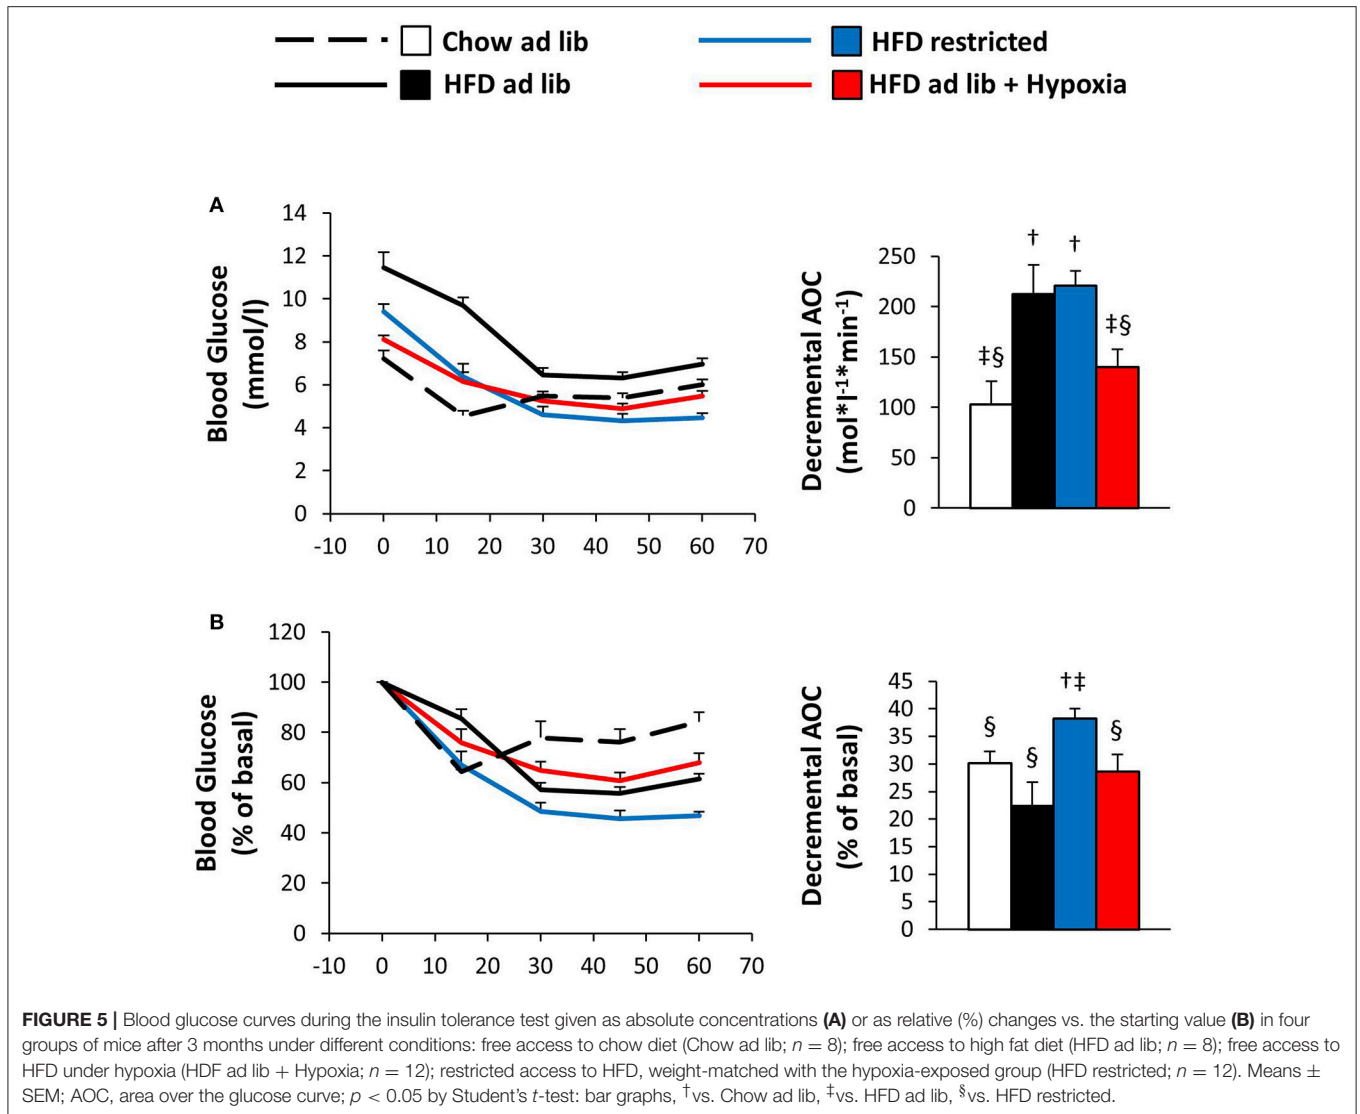 Chow ad lib
HFD restricted
HFD ad lib
HFD ad lib + Hypoxia
A
Blood Glucose
(mmol/l)
14
12
10
8
6
4
2
0
-10 0 10 20 30 40 50 60 70
Decremental AOC
(mol*l-1*min-1)
250
200
150
100
50
0
‡§
†
†
‡§
B
Blood Glucose
(% of basal)
120
100
80
60
40
20
0
-10 0 10 20 30 40 50 60 70
Decremental AOC
(% of basal)
45
40
35
30
25
20
15
10
5
0
§
§
†‡
§
FIGURE 5 | Blood glucose curves during the insulin tolerance test given as absolute concentrations (A) or as relative (%) changes vs. the starting value (B) in four
groups of mice after 3 months under different conditions: free access to chow diet (Chow ad lib; n = 8); free access to high fat diet (HFD ad lib; n = 8); free access to
HFD under hypoxia (HDF ad lib + Hypoxia; n = 12); restricted access to HFD, weight-matched with the hypoxia-exposed group (HFD restricted; n = 12). Means ±
SEM; AOC, area over the glucose curve; p < 0.05 by Student's t-test: bar graphs, †vs. Chow ad lib, ‡vs. HFD ad lib, §vs. HFD restricted.